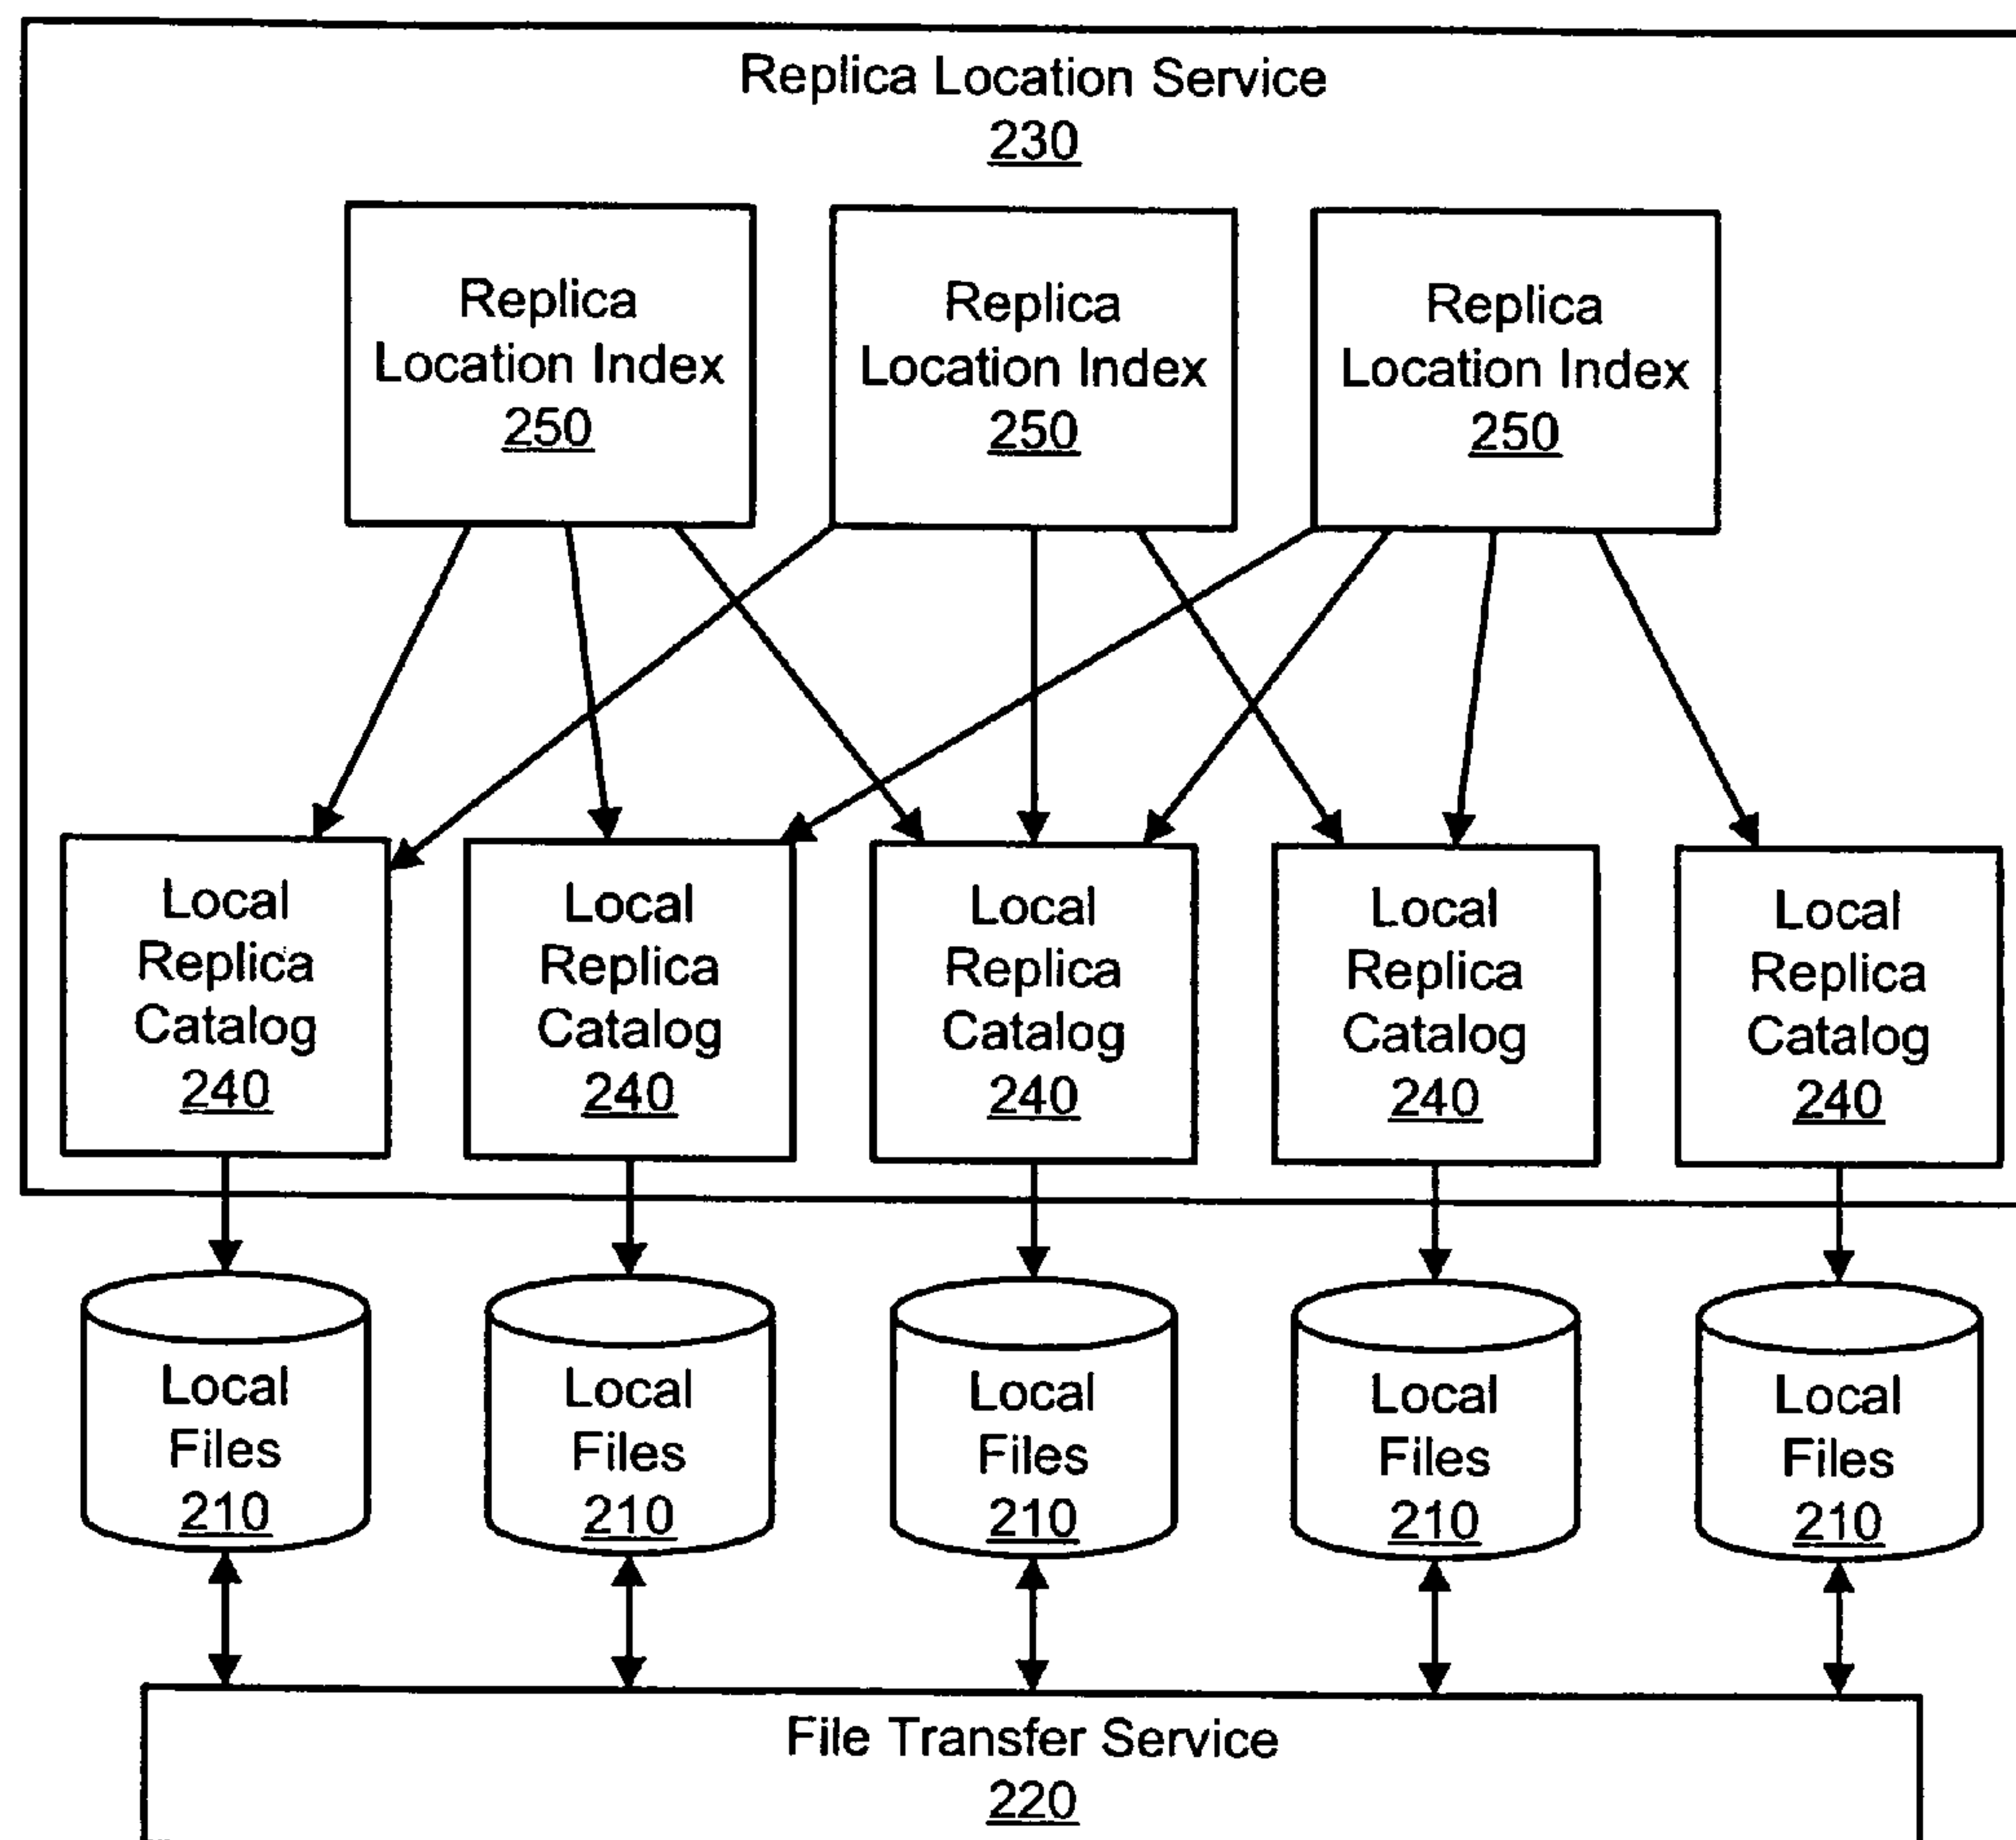 Replica Location Service
230
Replica
Location Index
250
Replica
Location Index
250
Replica
Location Index
250
Local
Replica
Catalog
240
Local
Replica
Catalog
240
Local
Replica
Catalog
240
Local
Replica
Catalog
240
Local
Replica
Catalog
240
Local
Files
210
Local
Files
210
Local
Files
210
Local
Files
210
Local
Files
210
File Transfer Service
220